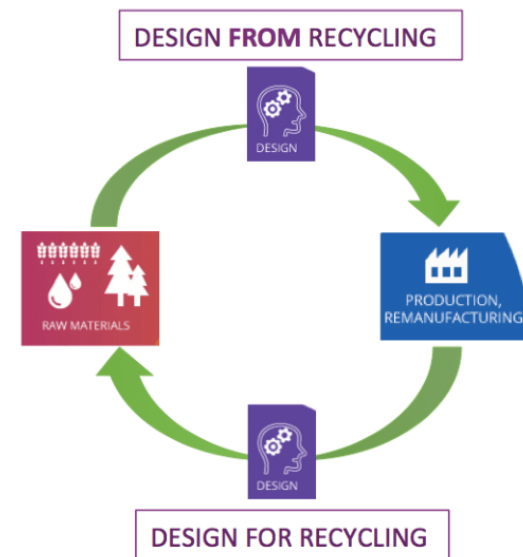 DESIGN FROM RECYCLING
DESIGN
RAW MATERIALS
PRODUCTION,
REMANUFACTURING
DESIGN
DESIGN FOR RECYCLING